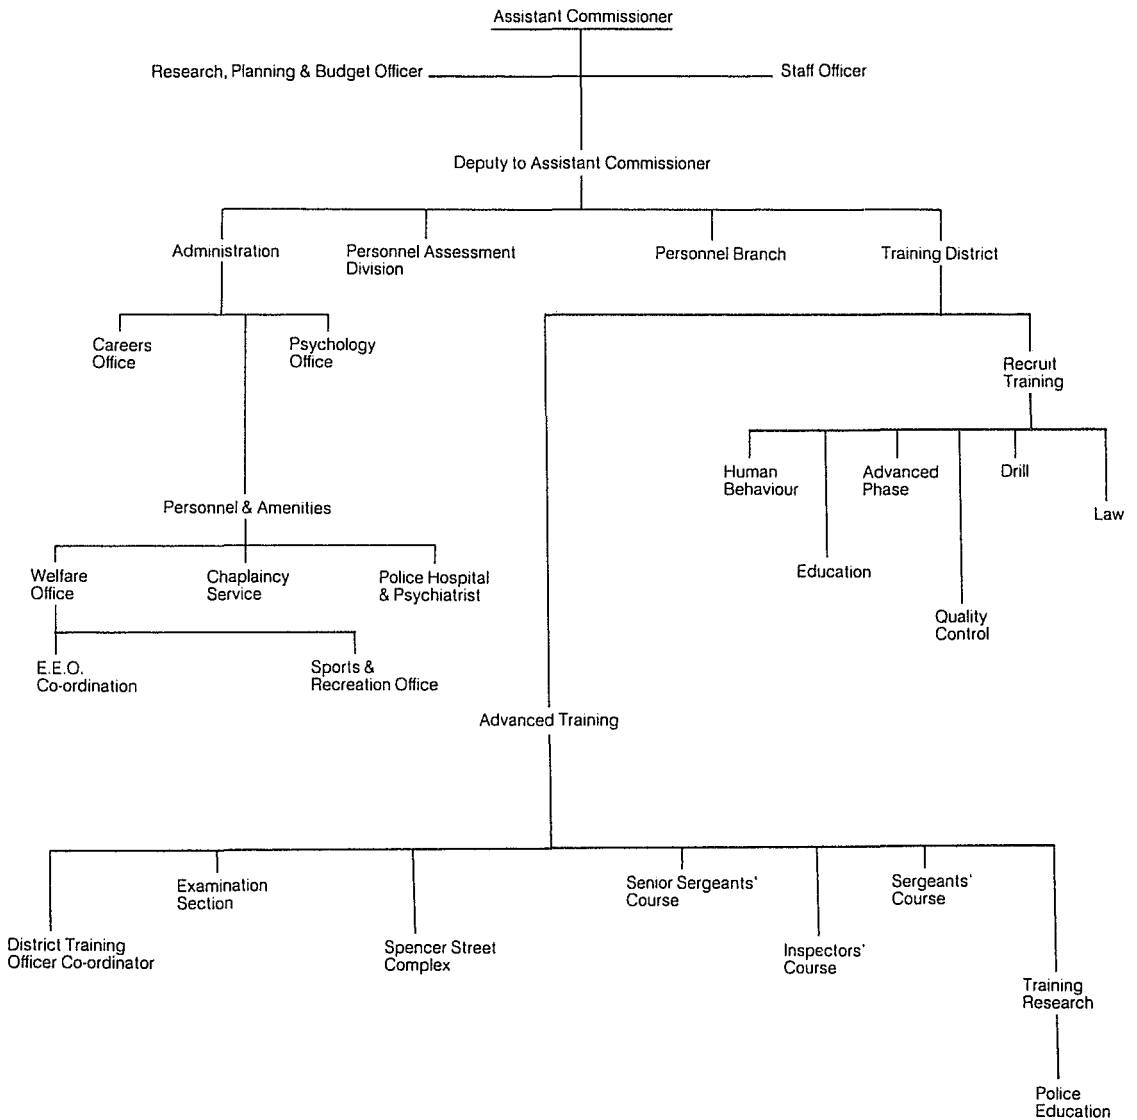 Assistant Commissioner
Research, Planning & Budget Officer
Staff Officer
Deputy to Assistant Commissioner
Administration
Personnel Assessment
Division
Personnel Branch
Training District
Careers
Office
Psychology
Office
Recruit
Training
Human
Behaviour
Advanced
Phase
Drill
Law
Education
Quality
Control
Personnel & Amenities
Welfare
Office
Chaplaincy
Service
Police Hospital
& Psychiatrist
E.E.O.
Co-ordination
Sports &
Recreation Office
Advanced Training
Examination
Section
Senior Sergeants'
Course
Sergeants'
Course
District Training
Officer Co-ordinator
Spencer Street
Complex
Inspectors'
Course
Training
Research
Police
Education